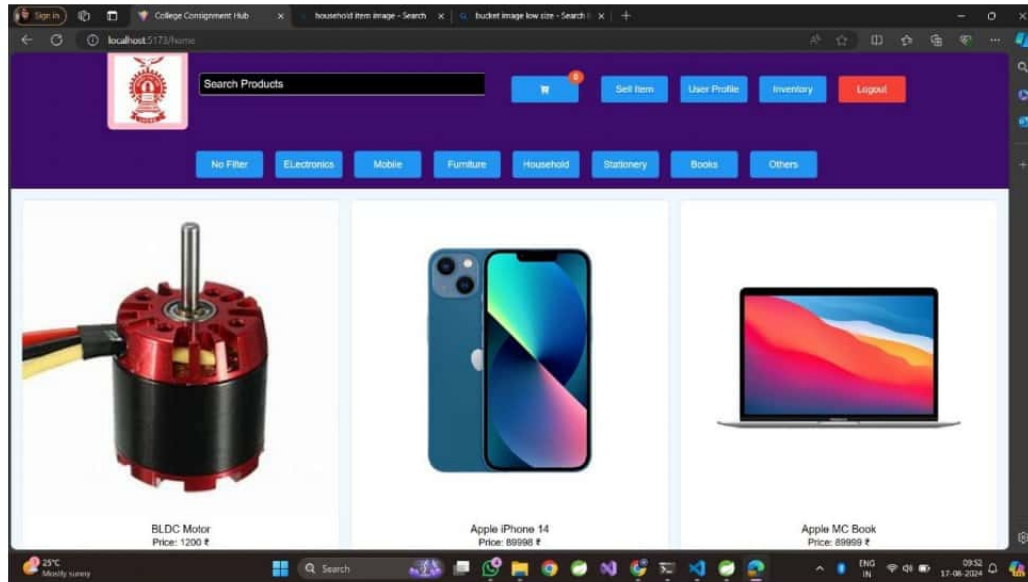 Sign in
College Consignment Hub
household item image - Search
bucket image low size - Search
localhost:5173/home
Search Products
0
Sell Item
User Profile
Inventory
Logout
No Filter
ELectronics
Mobile
Furniture
Household
Stationery
Books
Others
BLDC Motor
Price: 1200 ₹
Apple iPhone 14
Price: 89998 ₹
Apple MC Book
Price: 89999 ₹
25°C
Mostly sunny
Search
ENG
IN
09:52
17-06-2024